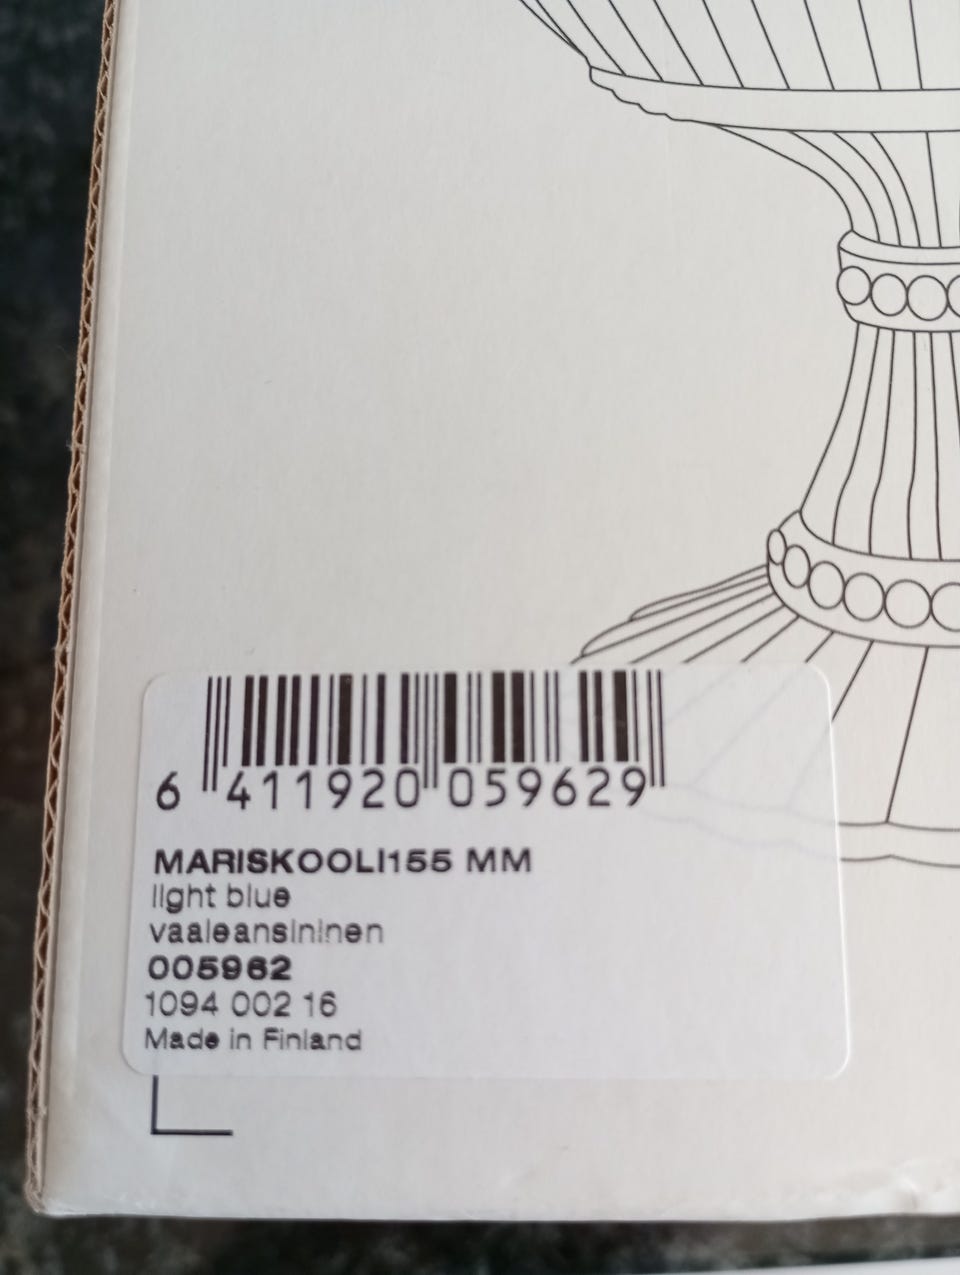 6 411920 059629
MARISKOOLI155 MM
light blue
vaaleansininen
005962
1094 002 16
Made in Finland